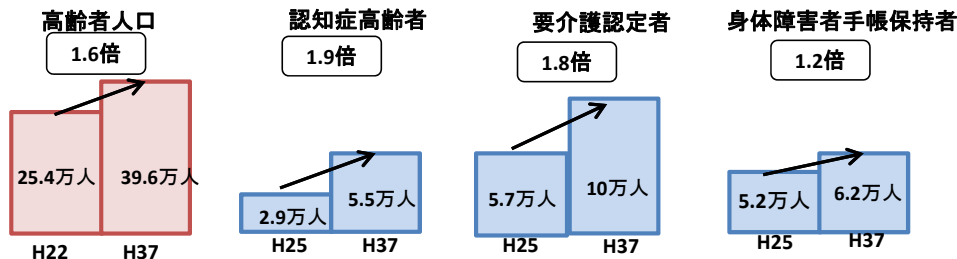 高齢者人口
1.6倍
25.4万人
39.6万人
H22
H37
認知症高齢者
1.9倍
2.9万人
5.5万人
H25
H37
要介護認定者
1.8倍
5.7万人
10万人
H25
H37
身体障害者手帳保持者
1.2倍
5.2万人
6.2万人
H25
H37